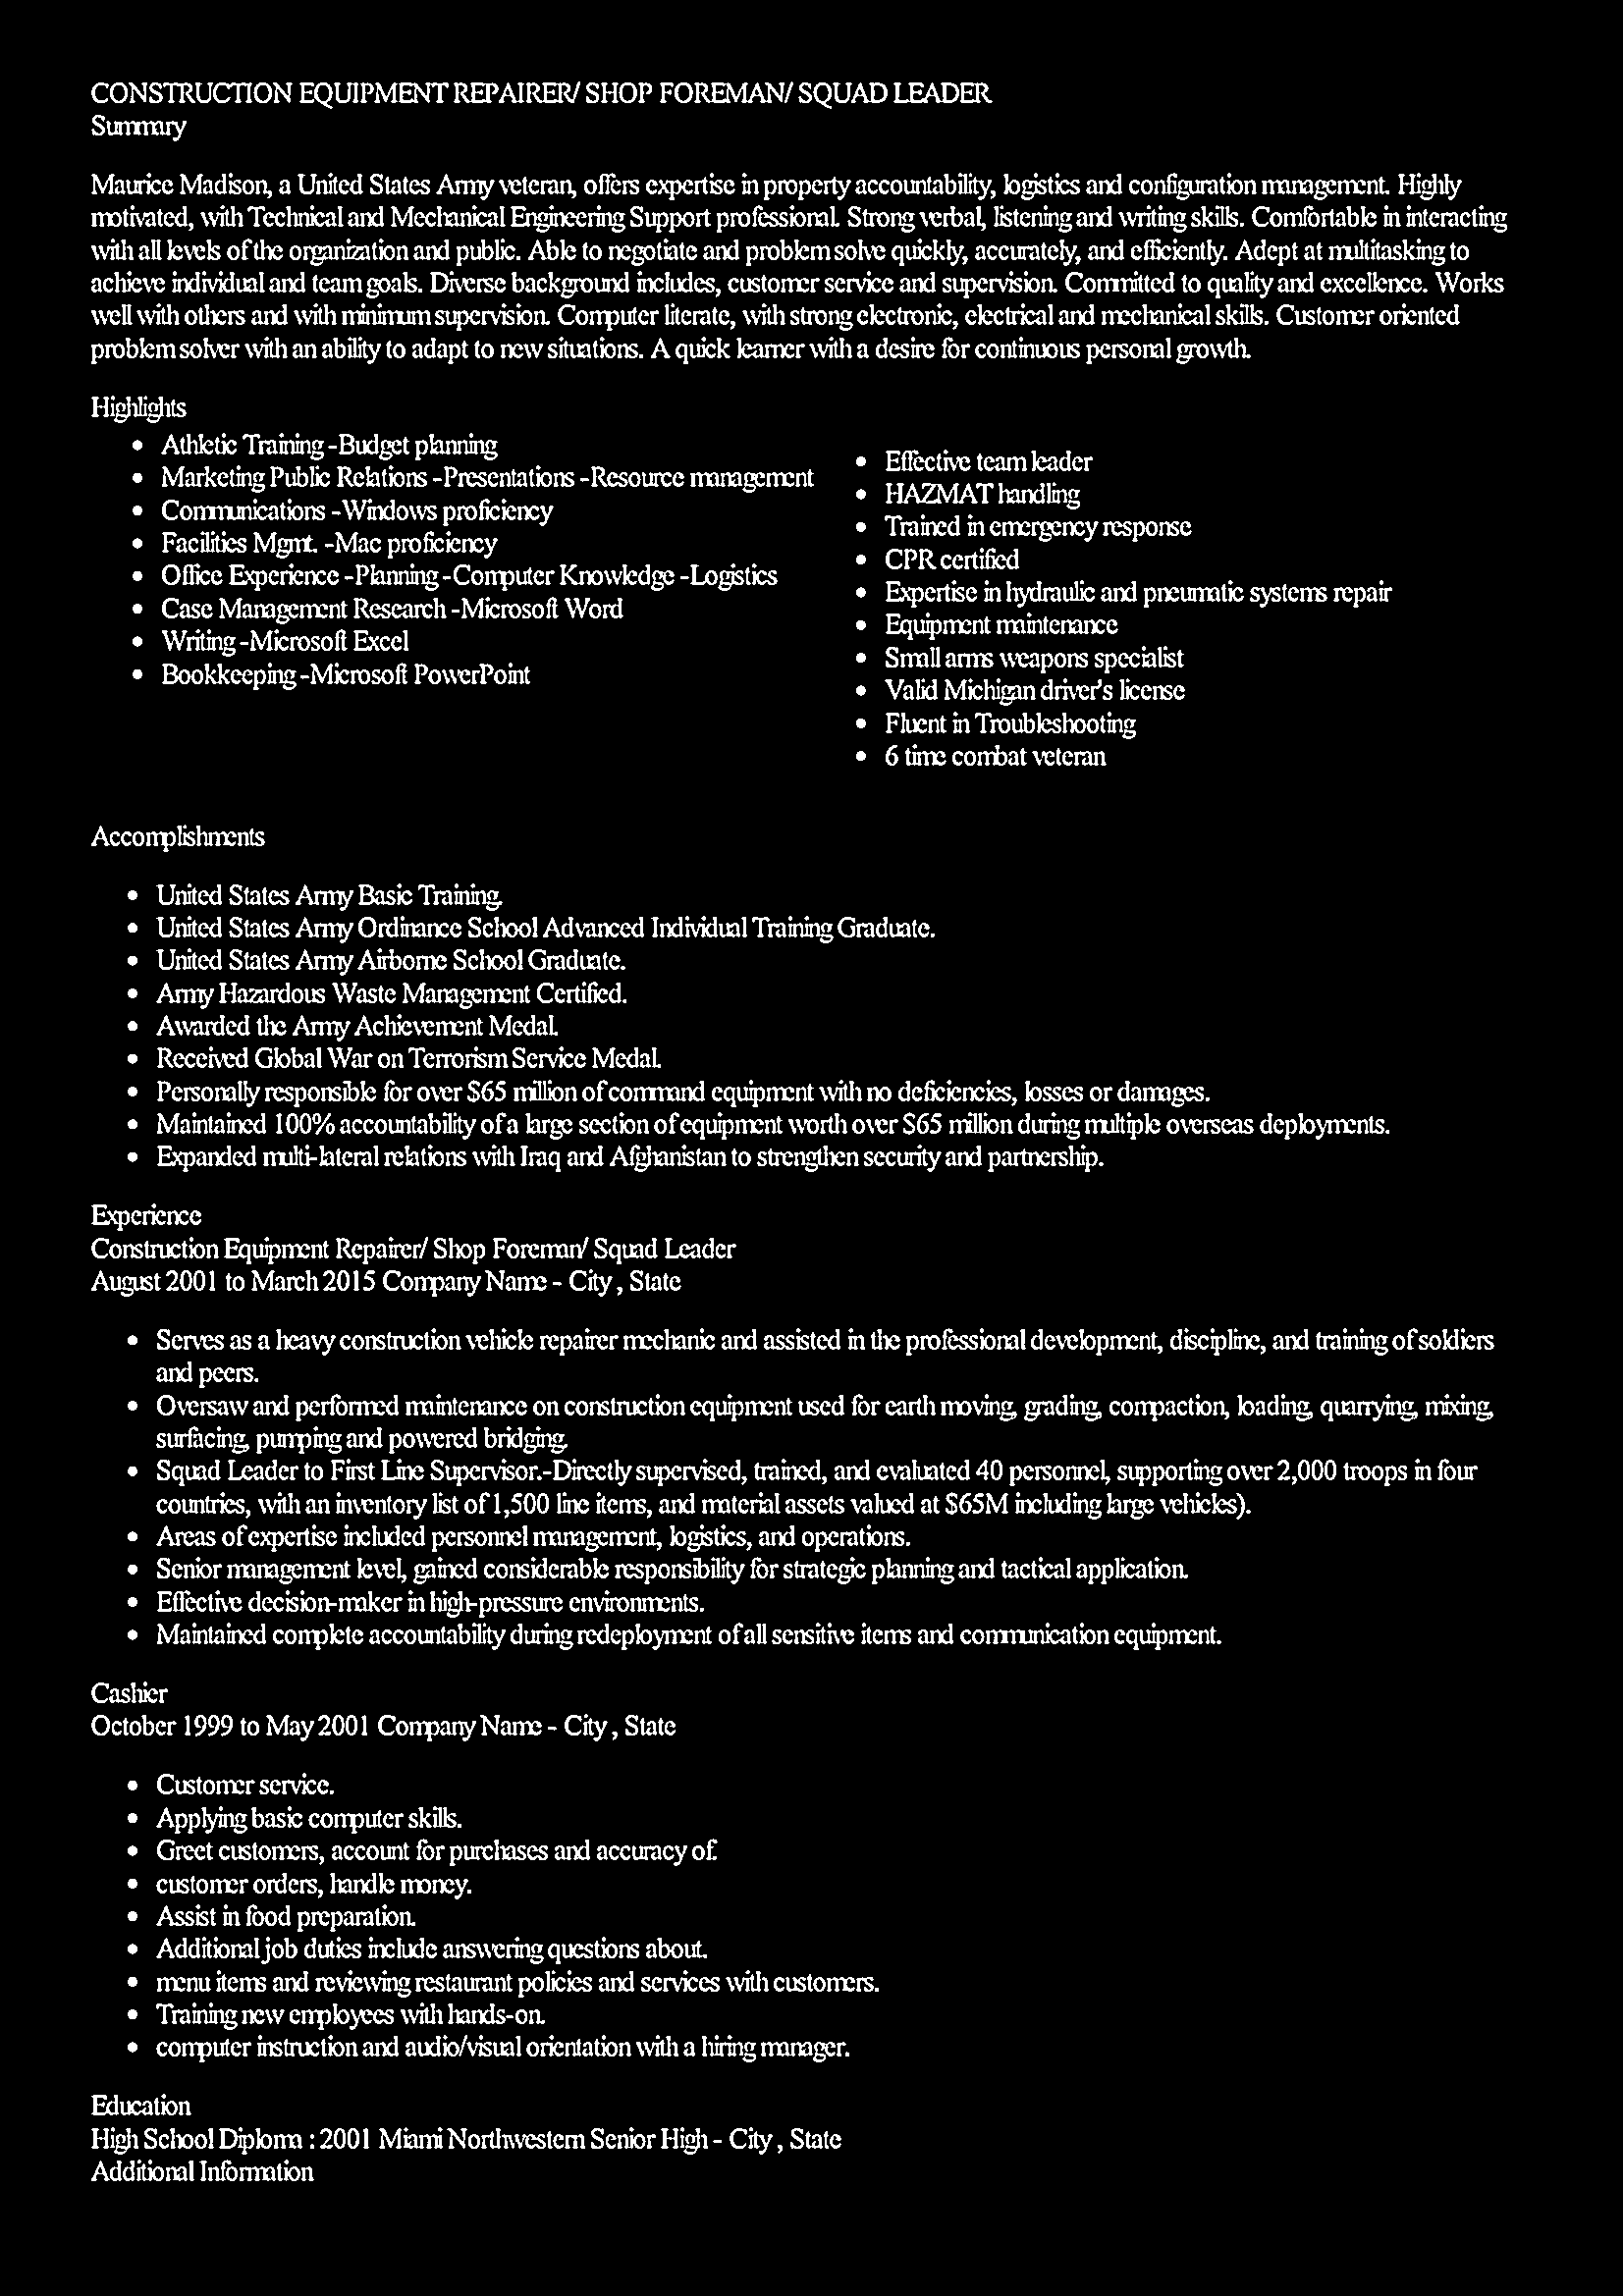 CONSTRUCTION EQUIPMENT REPAIRER/ SHOP FOREMAN/ SQUAD LEADER
Summary
Maurice Madison, a United States Army veteran, offers expertise in property accountability, logistics and configuration management. Highly
motivated, with Technical and Mechanical Engineering Support professional. Strong verbal, listening and writing skills. Comfortable in interacting
with all levels of the organization and public. Able to negotiate and problem solve quickly, accurately, and efficiently. Adept at multitasking to
achieve individual and team goals. Diverse background includes, customer service and supervision. Committed to quality and excellence. Works
well with others and with minimum supervision. Computer literate, with strong electronic, electrical and mechanical skills. Customer oriented
problem solver with an ability to adapt to new situations. A quick learner with a desire for continuous personal growth.
Highlights
• Athletic Training -Budget planning
• Marketing Public Relations -Presentations -Resource management
• Communications -Windows proficiency
• Facilities Mgmt. -Mac proficiency
• Office Experience -Planning -Computer Knowledge -Logistics
• Case Management Research -Microsoft Word
• Writing -Microsoft Excel
• Bookkeeping -Microsoft PowerPoint
• Effective team leader
• HAZMAT handling
• Trained in emergency response
• CPR certified
• Expertise in hydraulic and pneumatic systems repair
• Equipment maintenance
• Small arms weapons specialist
• Valid Michigan driver's license
• Fluent in Troubleshooting
• 6 time combat veteran
Accomplishments
• United States Army Basic Training.
• United States Army Ordinance School Advanced Individual Training Graduate.
• United States Army Airborne School Graduate.
• Army Hazardous Waste Management Certified.
• Awarded the Army Achievement Medal.
• Received Global War on Terrorism Service Medal.
• Personally responsible for over $65 million of command equipment with no deficiencies, losses or damages.
• Maintained 100% accountability of a large section of equipment worth over $65 million during multiple overseas deployments.
• Expanded multi-lateral relations with Iraq and Afghanistan to strengthen security and partnership.
Experience
Construction Equipment Repairer/ Shop Foreman/ Squad Leader
August 2001 to March 2015 Company Name - City , State
• Serves as a heavy construction vehicle repairer mechanic and assisted in the professional development, discipline, and training of soldiers
and peers.
• Oversaw and performed maintenance on construction equipment used for earth moving, grading, compaction, loading, quarrying, mixing,
surfacing, pumping and powered bridging.
• Squad Leader to First Line Supervisor.-Directly supervised, trained, and evaluated 40 personnel, supporting over 2,000 troops in four
countries, with an inventory list of 1,500 line items, and material assets valued at $65M including large vehicles).
• Areas of expertise included personnel management, logistics, and operations.
• Senior management level, gained considerable responsibility for strategic planning and tactical application.
• Effective decision-maker in high-pressure environments.
• Maintained complete accountability during redeployment of all sensitive items and communication equipment.
Cashier
October 1999 to May 2001 Company Name - City , State
• Customer service.
• Applying basic computer skills.
• Greet customers, account for purchases and accuracy of.
• customer orders, handle money.
• Assist in food preparation.
• Additional job duties include answering questions about.
• menu items and reviewing restaurant policies and services with customers.
• Training new employees with hands-on.
• computer instruction and audio/visual orientation with a hiring manager.
Education
High School Diploma : 2001 Miami Northwestern Senior High - City , State
Additional Information